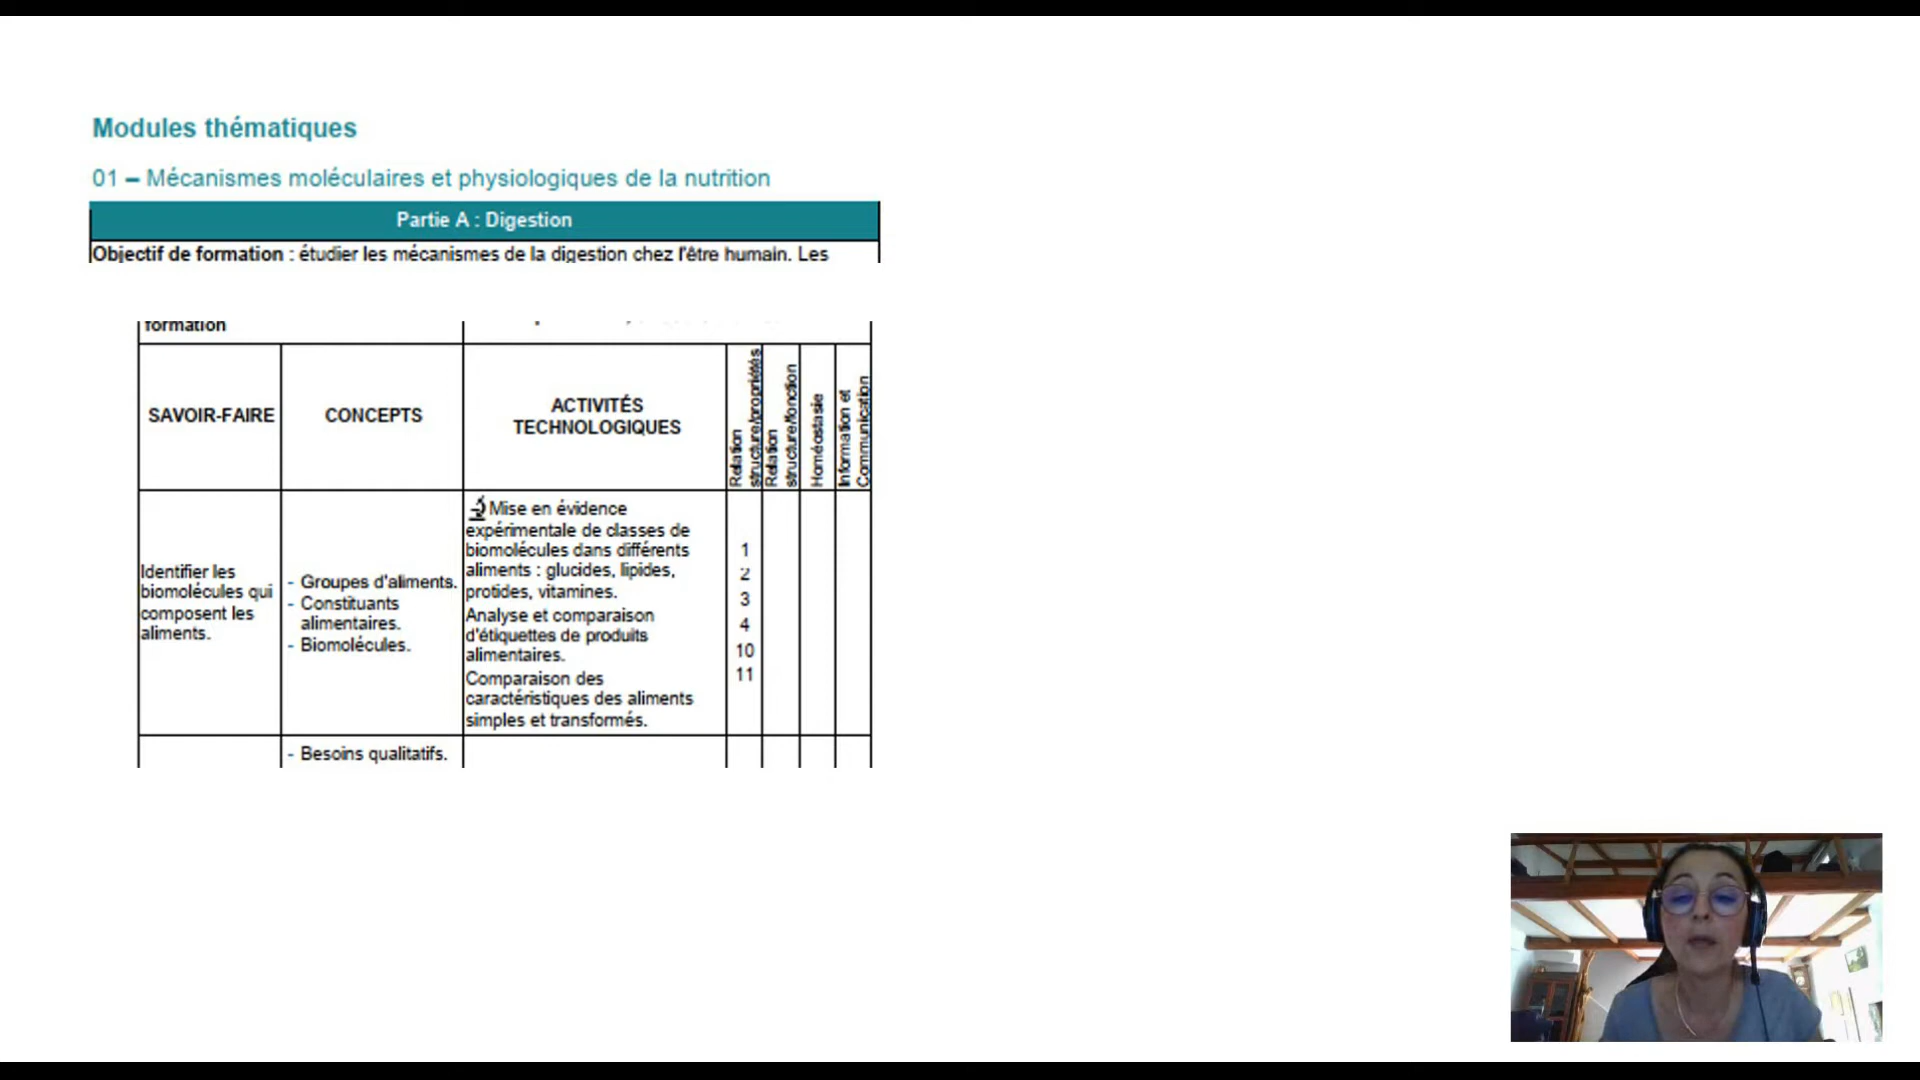 Modules thématiques
01 – Mécanismes moléculaires et physiologiques de la nutrition
Partie A : Digestion
Objectif de formation : étudier les mécanismes de la digestion chez l'être humain. Les
formation
SAVOIR-FAIRE
CONCEPTS
ACTIVITÉS
TECHNOLOGIQUES
Relation
structure/propriétés
Relation
structure/fonction
Homéostasie
Information et
Communication
Identifier les
biomolécules qui
composent les
aliments.
- Groupes d'aliments.
- Constituants
alimentaires.
- Biomolécules.
Mise en évidence
expérimentale de classes de
biomolécules dans différents
aliments : glucides, lipides,
protides, vitamines.
Analyse et comparaison
d'étiquettes de produits
alimentaires.
Comparaison des
caractéristiques des aliments
simples et transformés.
1
2
3
4
10
11
- Besoins qualitatifs.